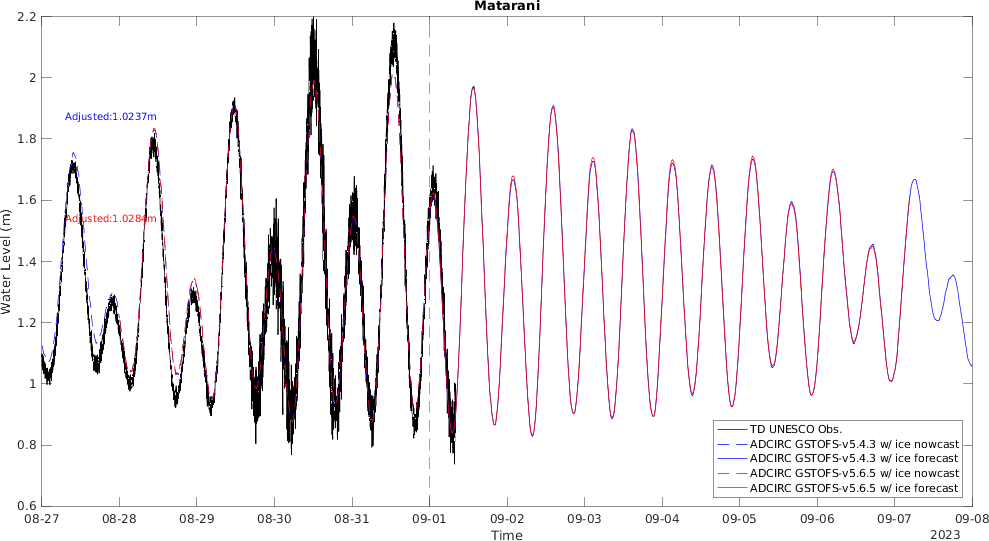 Matarani
2.2
2
1.8
1.6
1.4
1.2
1
0.8
0.6
Water Level (m)
Adjusted:1.0237m
Adjusted:1.0284m
TD UNESCO Obs.
ADCIRC GSTOFS-v5.4.3 w/ ice nowcast
ADCIRC GSTOFS-v5.4.3 w/ ice forecast
ADCIRC GSTOFS-v5.6.5 w/ ice nowcast
ADCIRC GSTOFS-v5.6.5 w/ ice forecast
08-27 08-28 08-29 08-30 08-31 09-01 09-02 09-03 09-04 09-05 09-06 09-07 09-08
Time
2023